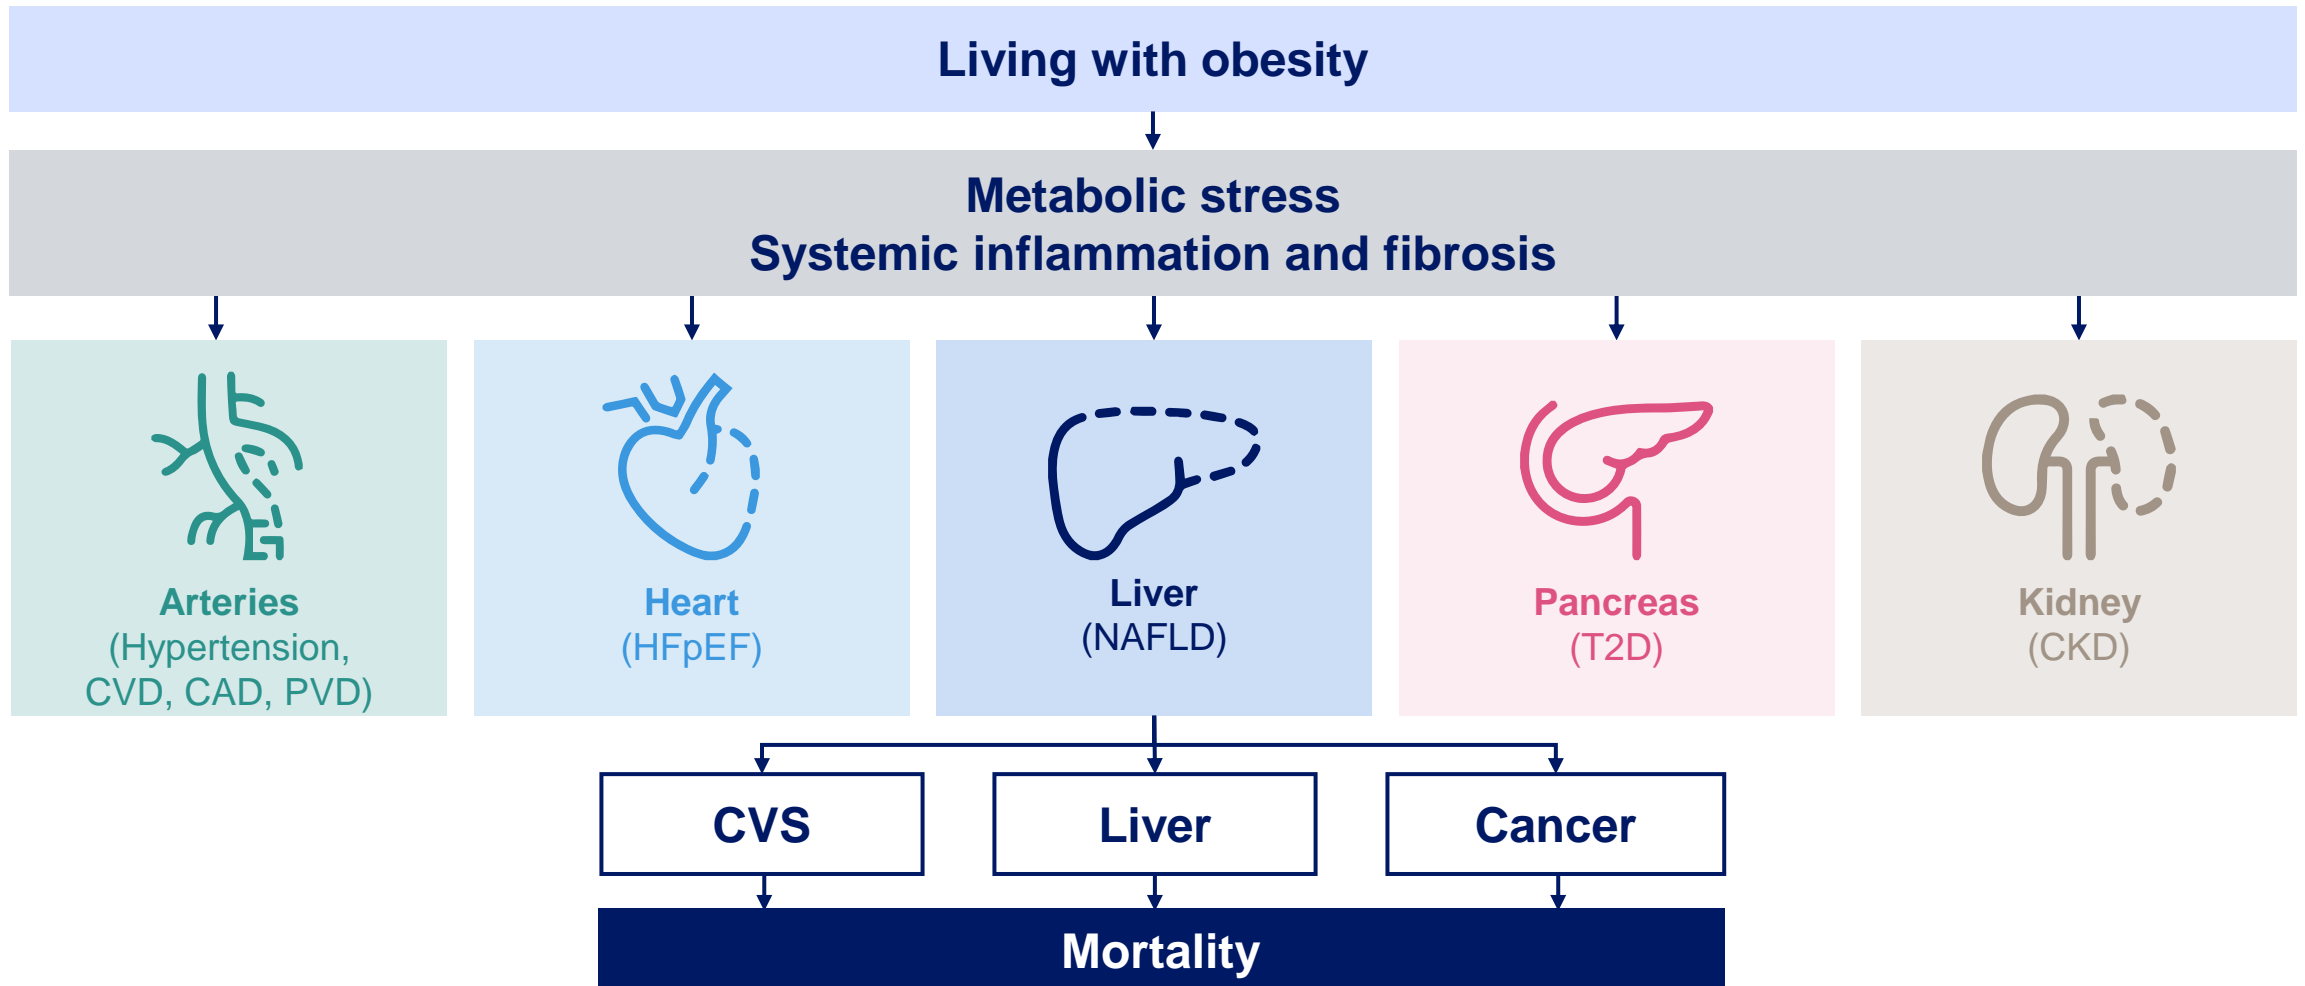 Living with obesity
Metabolic stress
Systemic inflammation and fibrosis
Arteries
(Hypertension,
CVD, CAD, PVD)
Heart
(HFpEF)
Liver
(NAFLD)
Pancreas
(T2D)
Kidney
(CKD)
CVS
Liver
Cancer
Mortality